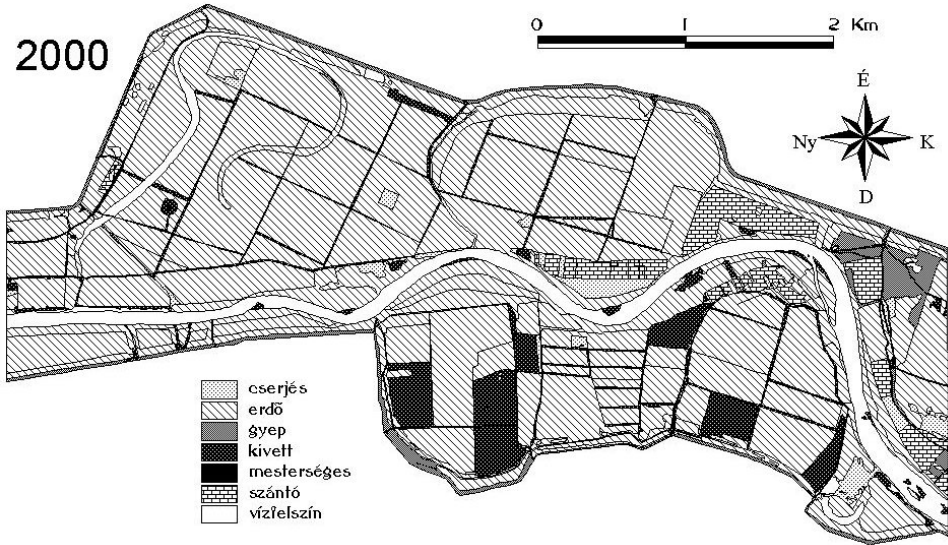 2000
0 1 2 Km
É
Ny K
D
cserjés
erdő
gyep
kivett
mesterséges
szántó
vízfelszín